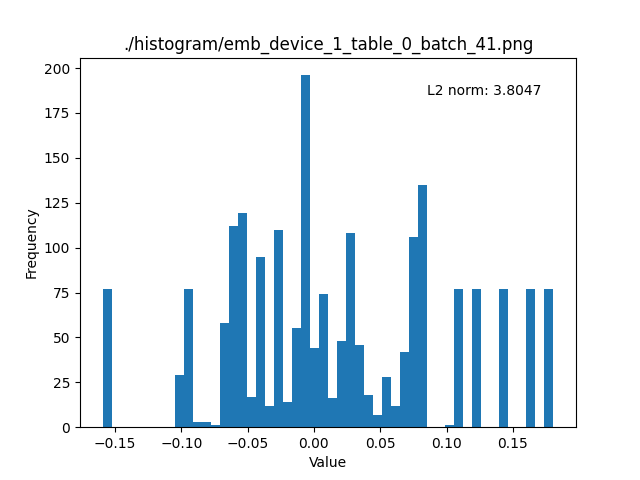 ./histogram/emb_device_1_table_0_batch_41.png
L2 norm: 3.8047
200
175
150
125
100
75
50
25
0
Frequency
−0.15 −0.10 −0.05 0.00 0.05 0.10 0.15
Value